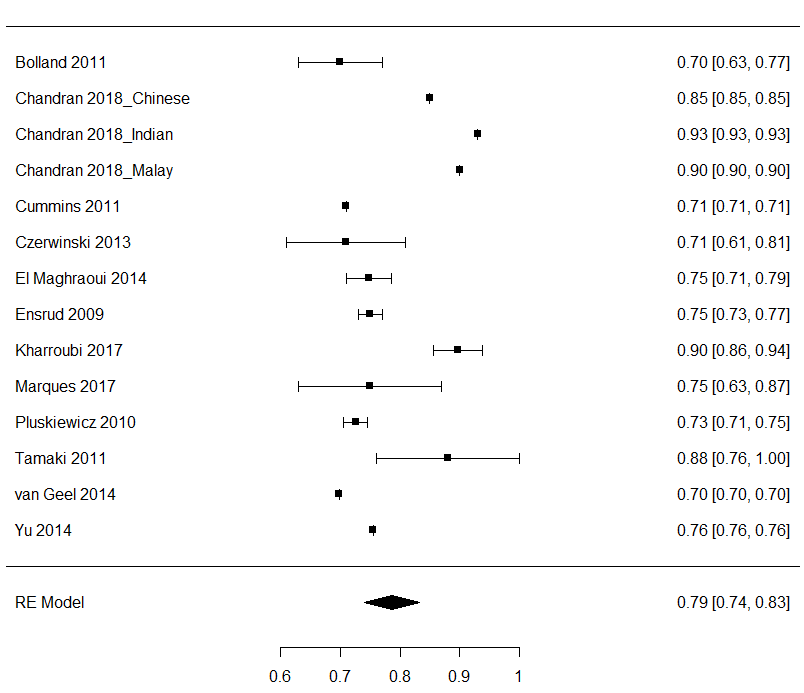 Bolland 2011 0.70 [0.63, 0.77]
Chandran 2018_Chinese 0.85 [0.85, 0.85]
Chandran 2018_Indian 0.93 [0.93, 0.93]
Chandran 2018_Malay 0.90 [0.90, 0.90]
Cummins 2011 0.71 [0.71, 0.71]
Czerwinski 2013 0.71 [0.61, 0.81]
El Maghraoui 2014 0.75 [0.71, 0.79]
Ensrud 2009 0.75 [0.73, 0.77]
Kharroubi 2017 0.90 [0.86, 0.94]
Marques 2017 0.75 [0.63, 0.87]
Pluskiewicz 2010 0.73 [0.71, 0.75]
Tamaki 2011 0.88 [0.76, 1.00]
van Geel 2014 0.70 [0.70, 0.70]
Yu 2014 0.76 [0.76, 0.76]
RE Model 0.79 [0.74, 0.83]
0.6 0.7 0.8 0.9 1